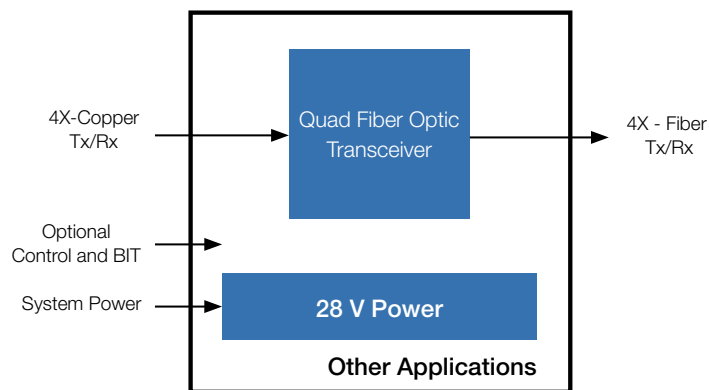 4X-Copper
Tx/Rx
Quad Fiber Optic
Transceiver
4X - Fiber
Tx/Rx
Optional
Control and BIT
System Power
28 V Power
Other Applications